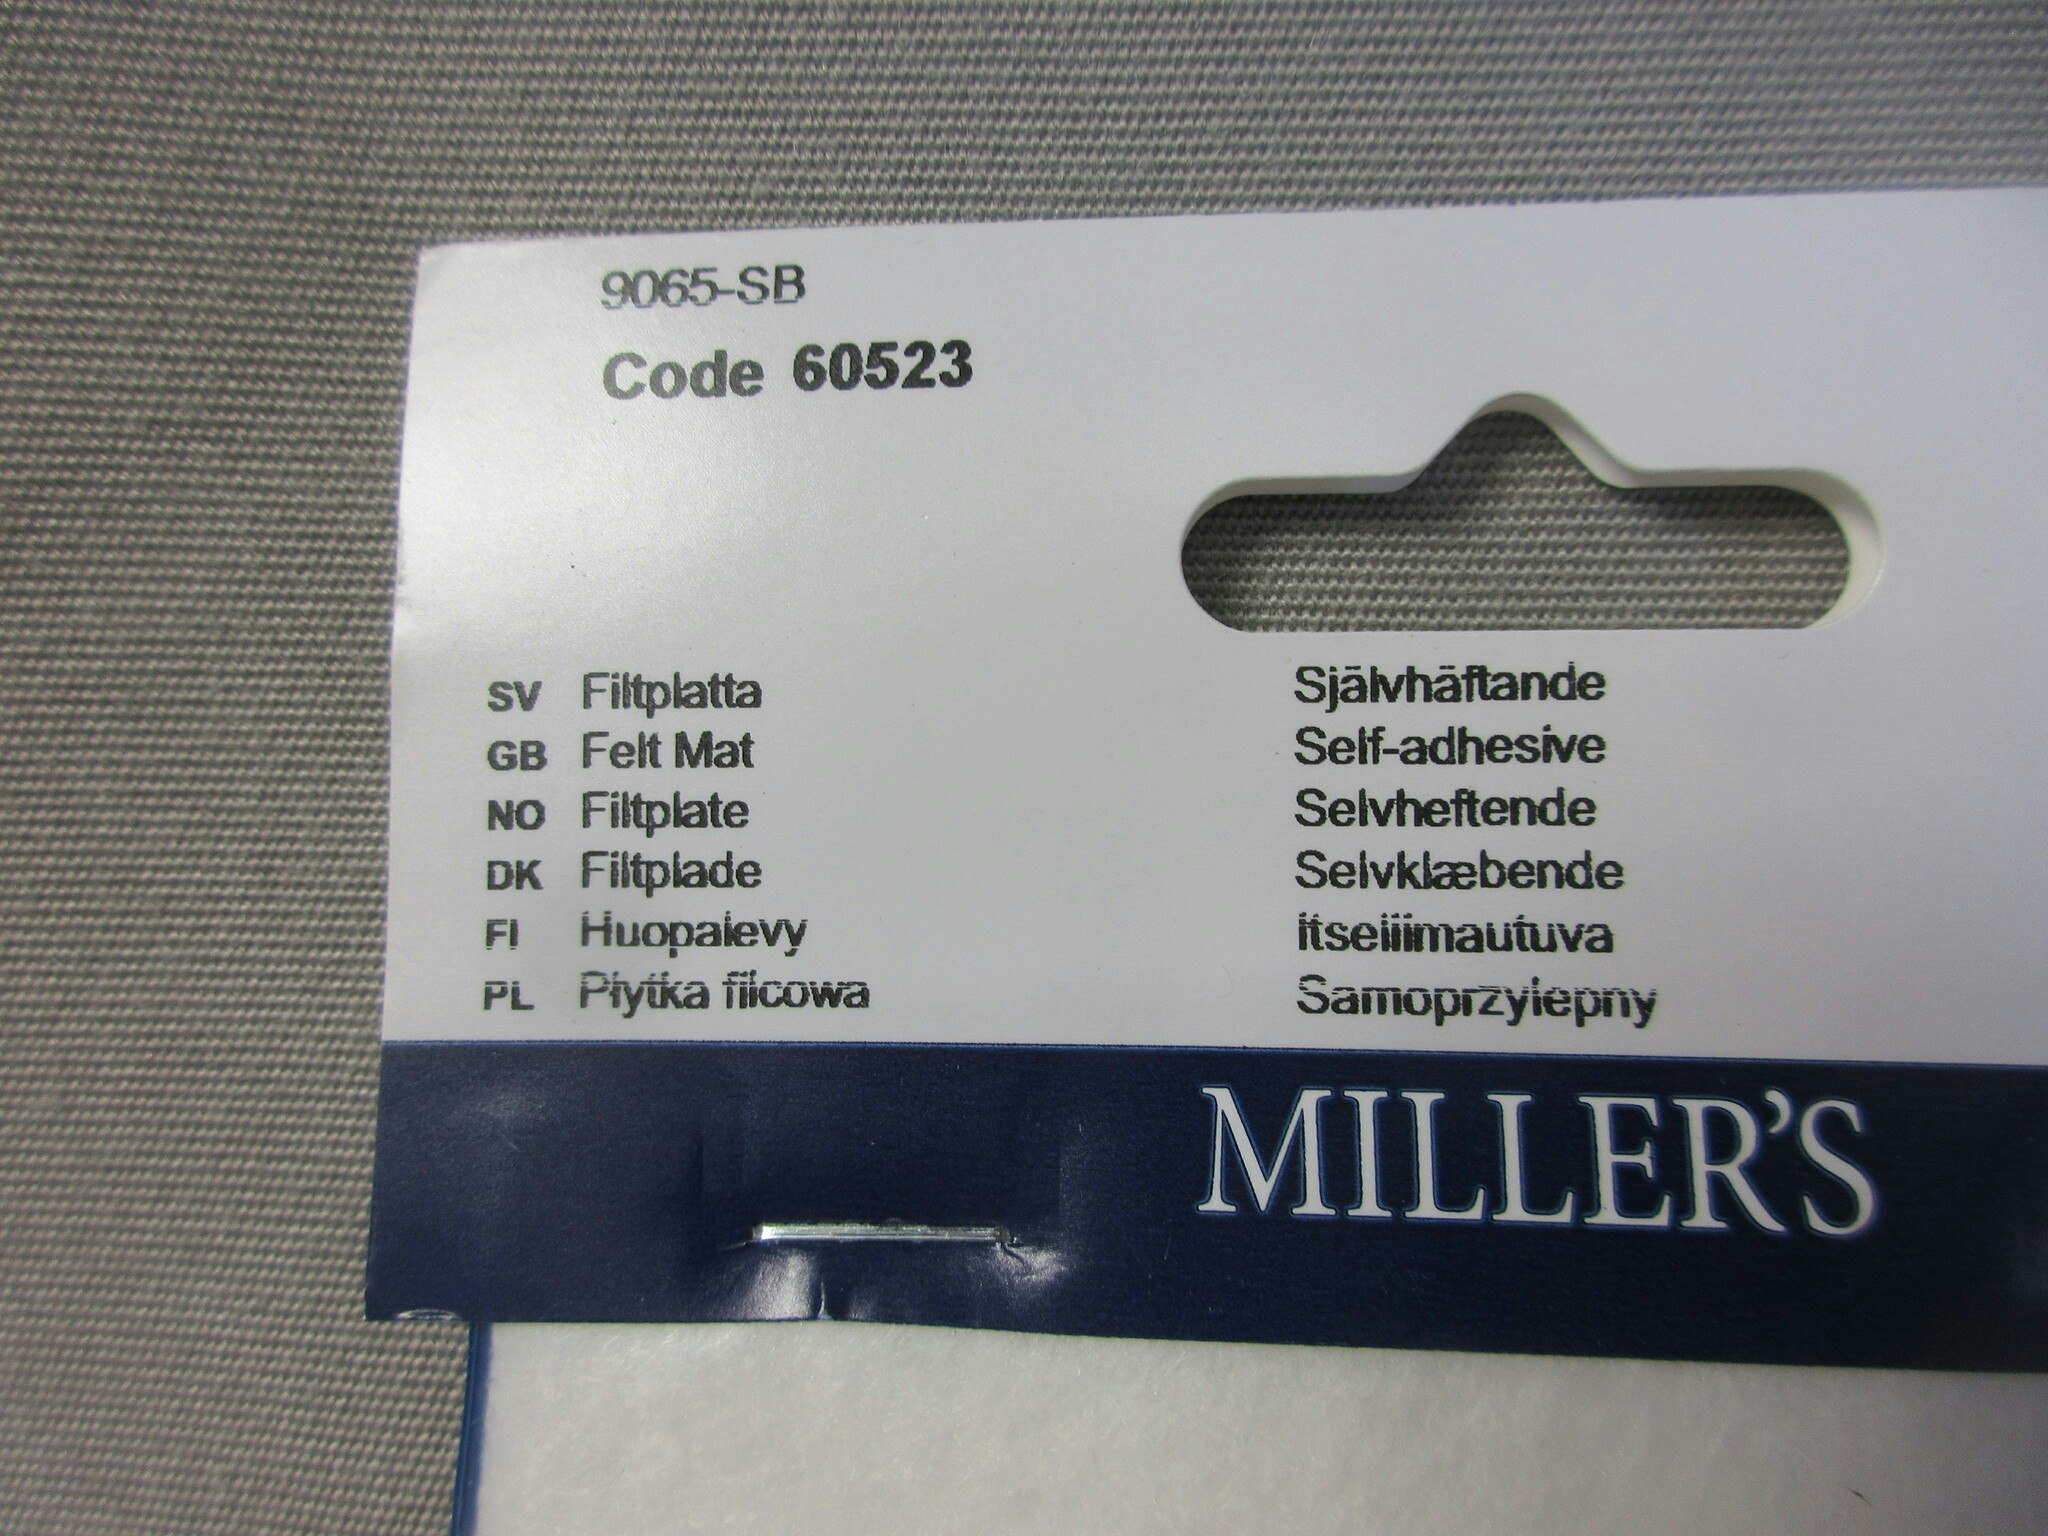 9065-SB
Code 60523
SV Filtplatta Självhäftande
GB Felt Mat Self-adhesive
NO Filtplate Selvheftende
DK Filtplade Selvklæbende
FI Huopalevy Itseliimautuva
PL Płytka filcowa Samoprzylepny
MILLER'S